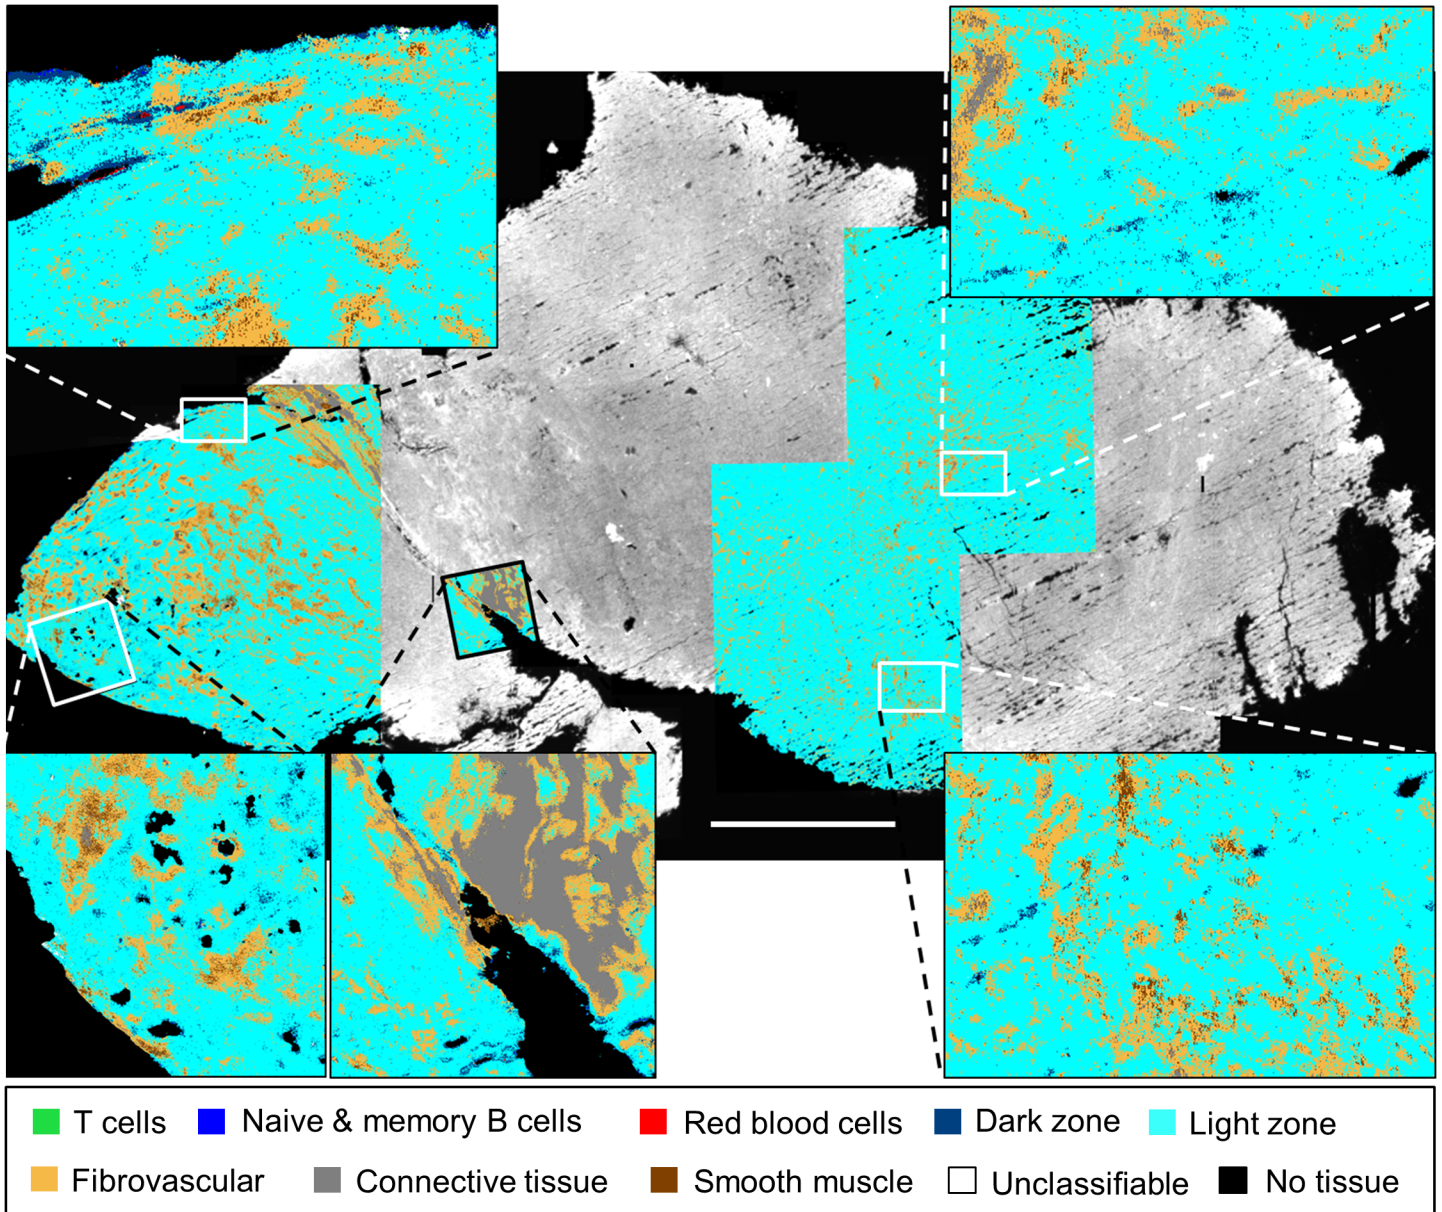 T cells
Naive & memory B cells
Red blood cells
Dark zone
Light zone
Fibrovascular
Connective tissue
Smooth muscle
Unclassifiable
No tissue